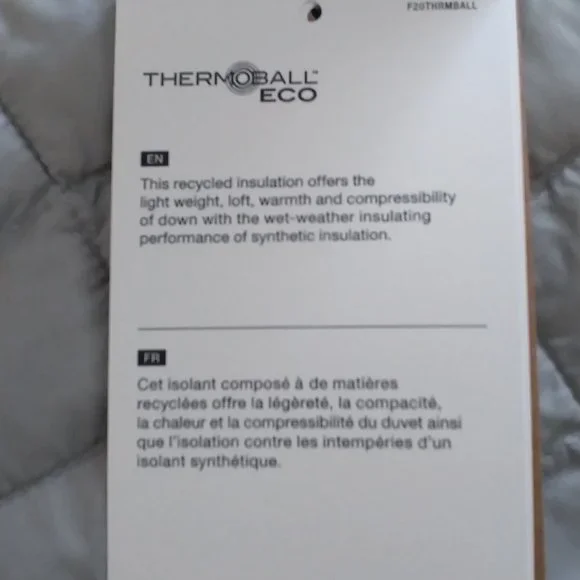 F20THRMBALL
THERMOBALL™
ECO
EN
This recycled insulation offers the
light weight, loft, warmth and compressibility
of down with the wet-weather insulating
performance of synthetic insulation.
FR
Cet isolant composé à de matières
recyclées offre la légèreté, la compacité,
la chaleur et la compressibilité du duvet ainsi
que l'isolation contre les intempéries d'un
isolant synthétique.